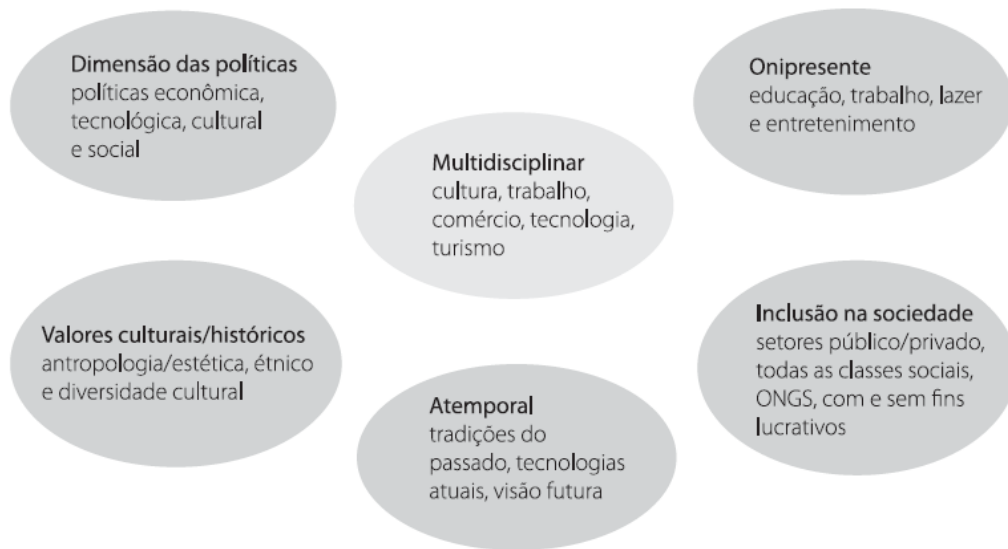 Dimensão das políticas
políticas econômica,
tecnológica, cultural
e social
Onipresente
educação, trabalho, lazer
e entretenimento
Multidisciplinar
cultura, trabalho,
comércio, tecnologia,
turismo
Valores culturais/históricos
antropologia/estética, étnico
e diversidade cultural
Inclusão na sociedade
setores público/privado,
todas as classes sociais,
ONGS, com e sem fins
lucrativos
Atemporal
tradições do
passado, tecnologias
atuais, visão futura